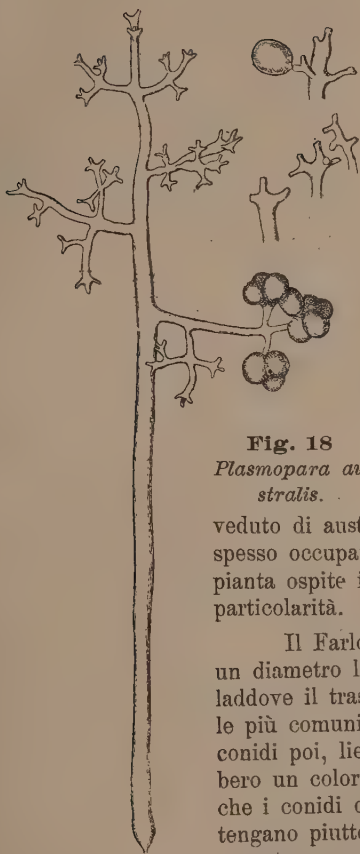 Fig. 18
Plasmopara au
stralis.
veduto di aust
spesso occupa
pianta ospite i
particolarità.
Il Farlo
un diametro l
laddove il tras
le più comuni
conidi poi, lie
bero un color
che i conidi c
tengano piutto